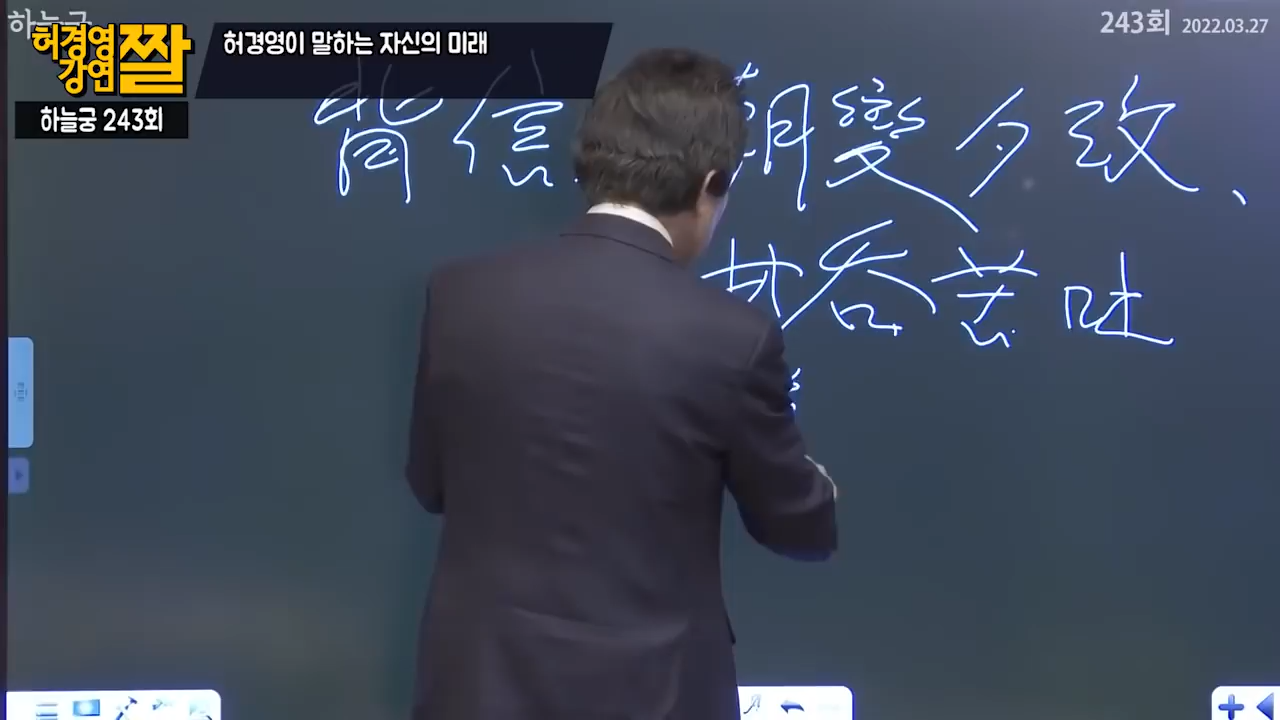 하늘궁
243회 2022.03.27
허경영
강연 짤
허경영이 말하는 자신의 미래
하늘궁 243회
背信 朝變夕改、
甘吞苦吐